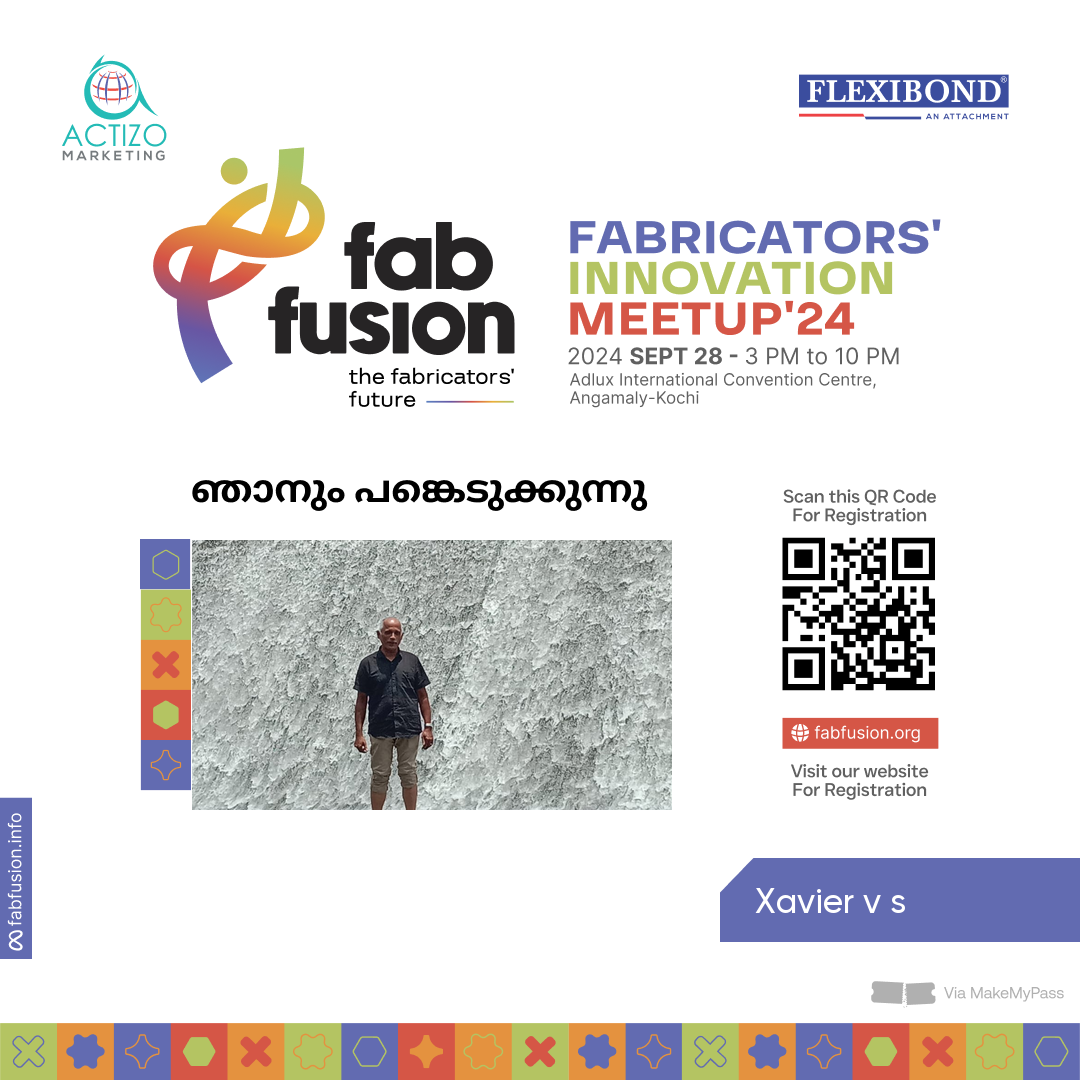 ACTIZO
MARKETING
FLEXIBOND®
AN ATTACHMENT
fab
fusion
the fabricators'
future
FABRICATORS'
INNOVATION
MEETUP'24
2024 SEPT 28 - 3 PM to 10 PM
Adlux International Convention Centre,
Angamaly-Kochi
ഞാനും പങ്കെടുക്കുന്നു
Scan this QR Code
For Registration
fabfusion.org
Visit our website
For Registration
fabfusion.info
Xavier v s
Via MakeMyPass